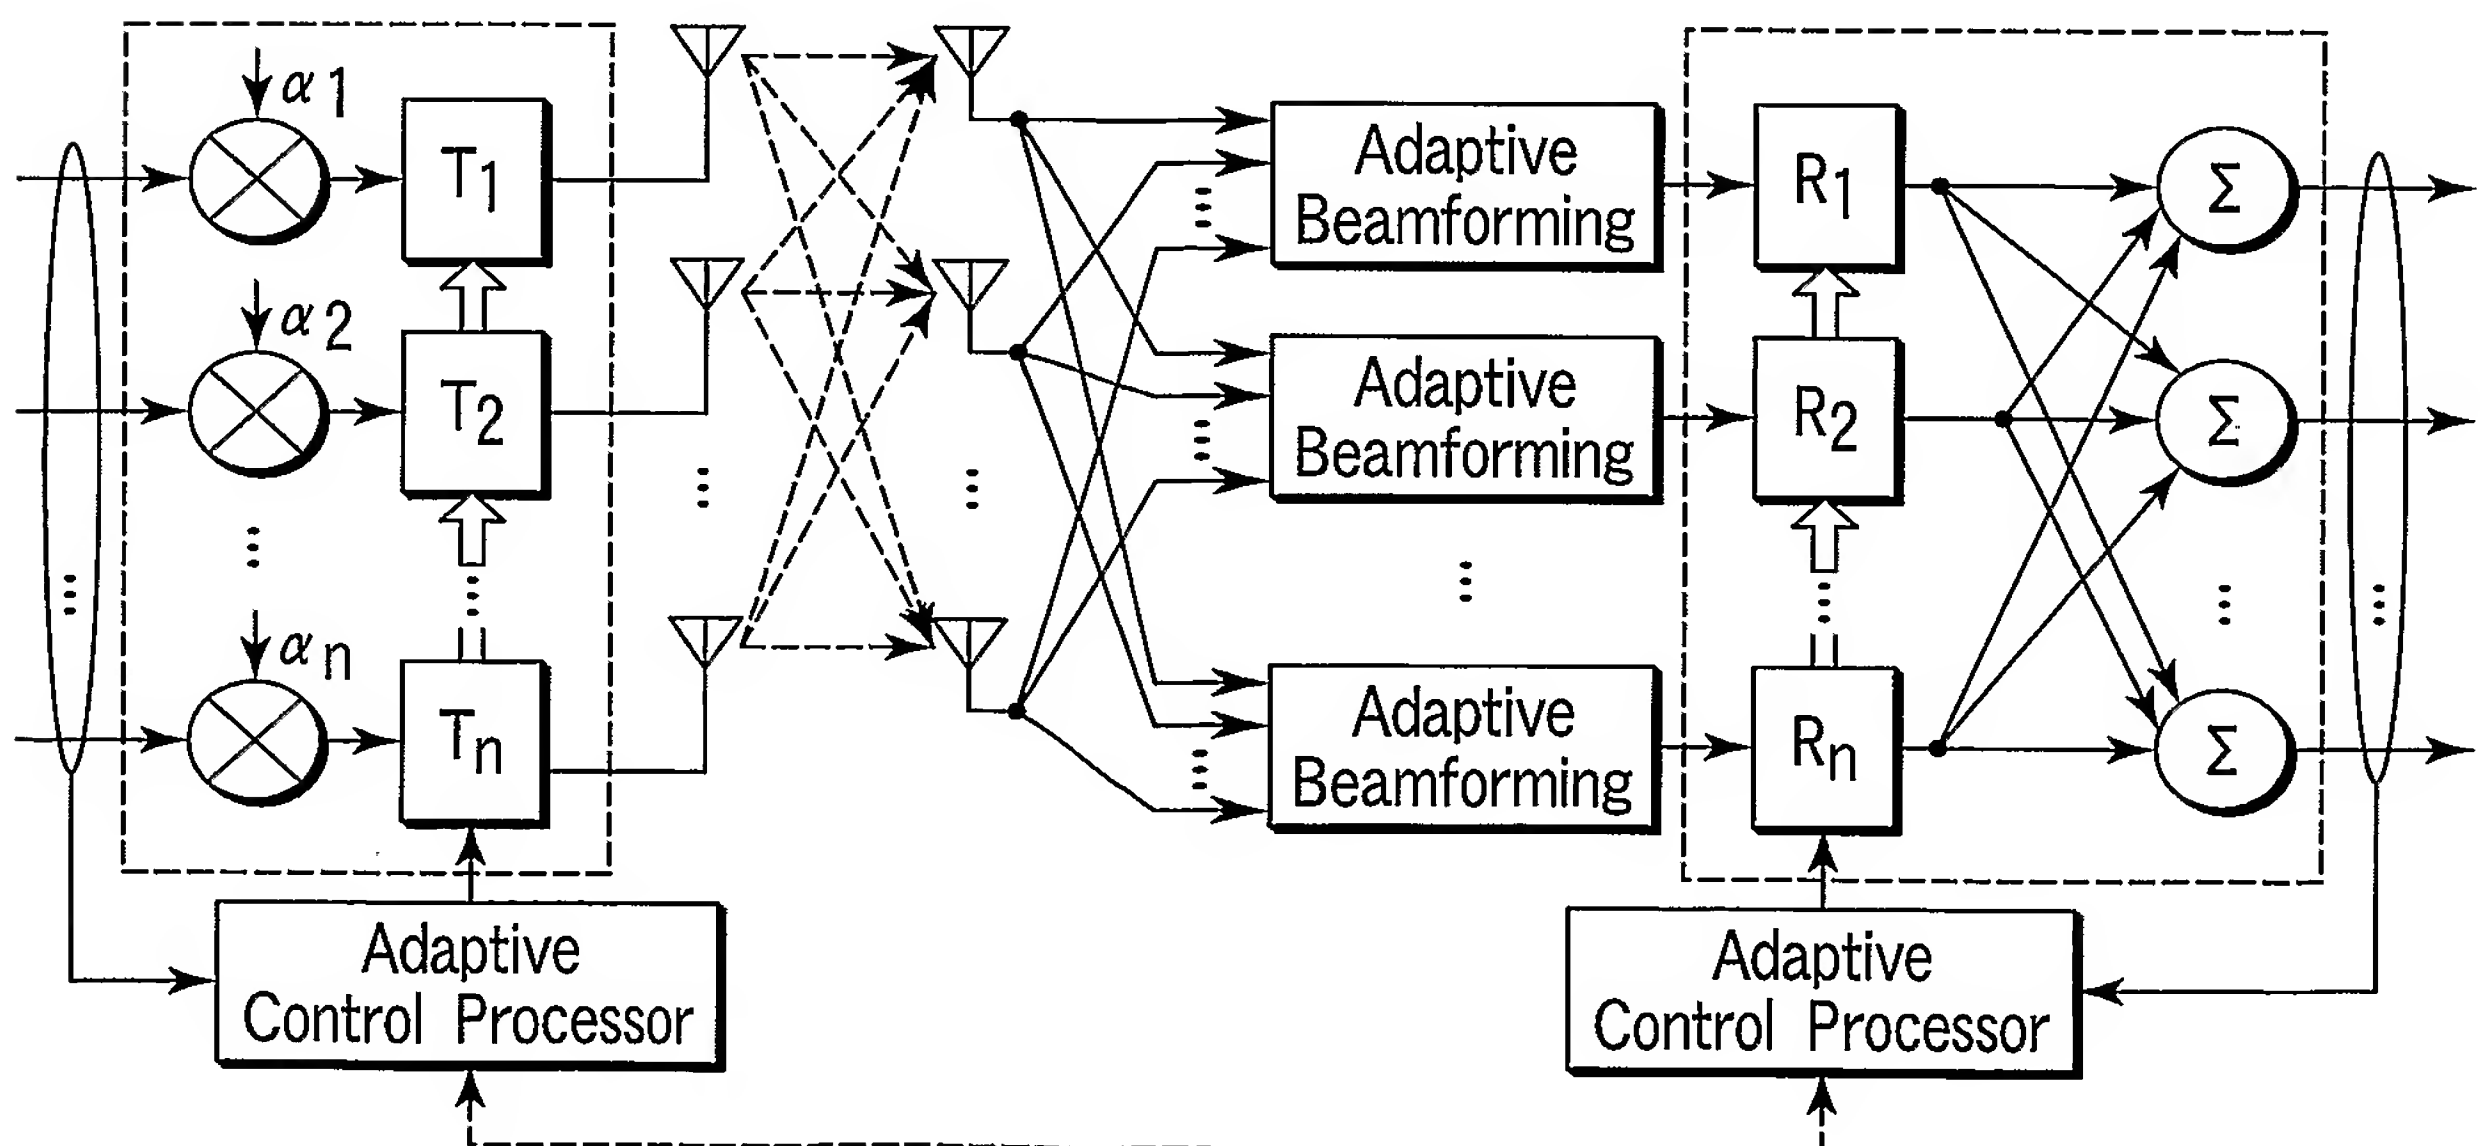 α1
T1
Adaptive
Beamforming
R1
Σ
α2
T2
Adaptive
Beamforming
R2
Σ
αn
Tn
Adaptive
Beamforming
Rn
Σ
Adaptive
Control Processor
Adaptive
Control Processor